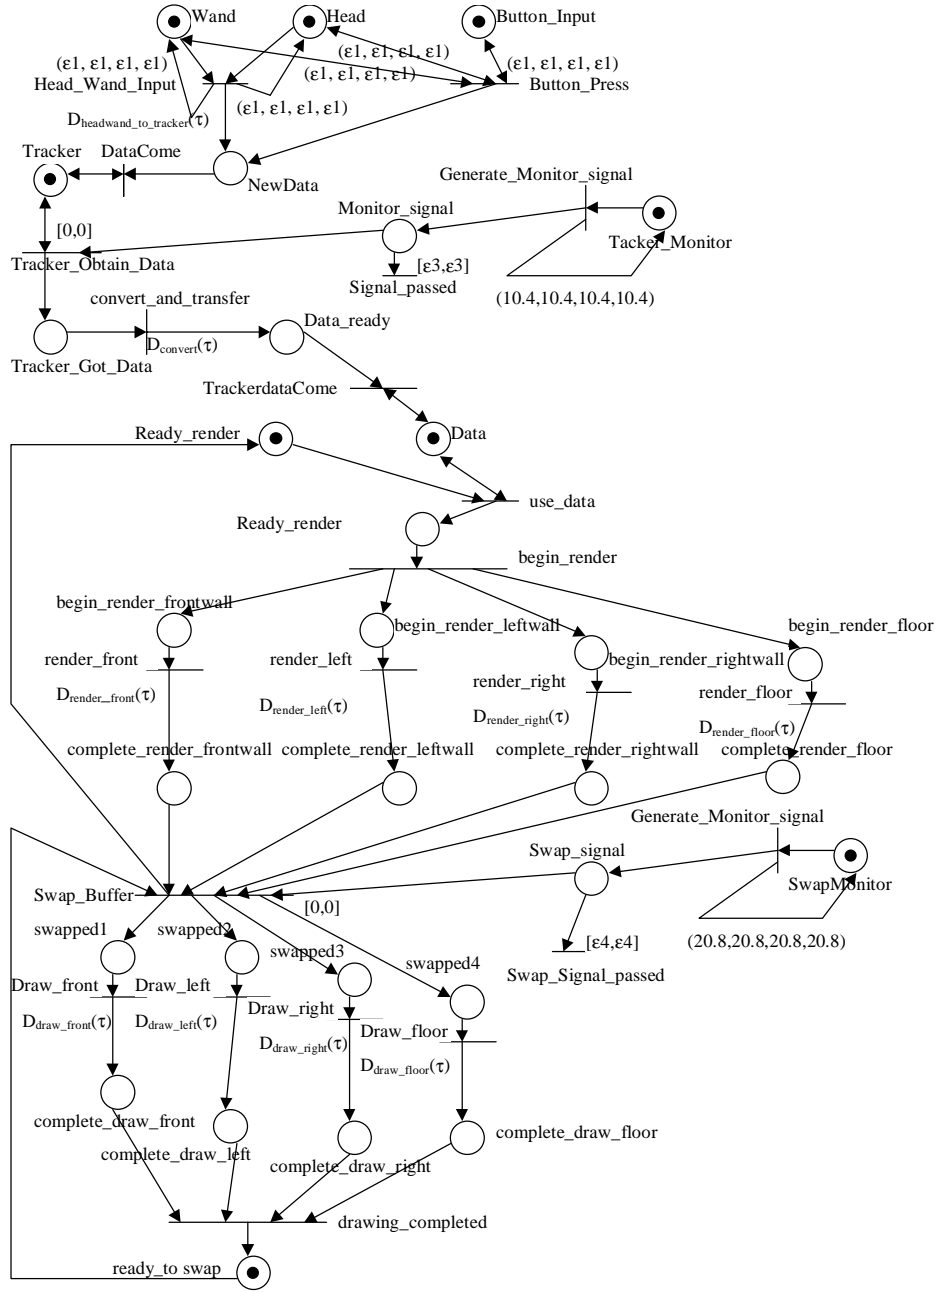 Wand
Head
Button_Input
(ε1, ε1, ε1, ε1)
(ε1, ε1, ε1, ε1)
(ε1, ε1, ε1, ε1)
(ε1, ε1, ε1, ε1)
Head_Wand_Input
Button_Press
(ε1, ε1, ε1, ε1)
Dheadwand_to_tracker(τ)
Tracker
DataCome
NewData
Generate_Monitor_signal
Monitor_signal
[0,0]
Tacker_Monitor
Tracker_Obtain_Data
[ε3,ε3]
Signal_passed
(10.4,10.4,10.4,10.4)
convert_and_transfer
Data_ready
Dconvert(τ)
Tracker_Got_Data
TrackerdataCome
Ready_render
Data
use_data
Ready_render
begin_render
begin_render_frontwall
begin_render_leftwall
begin_render_floor
render_front
render_left
begin_render_rightwall
render_right
render_floor
Drender_front(τ)
Drender_left(τ)
Drender_right(τ)
Drender_floor(τ)
complete_render_frontwall
complete_render_leftwall
complete_render_rightwall
complete_render_floor
Generate_Monitor_signal
Swap_signal
SwapMonitor
Swap_Buffer
[0,0]
swapped1
swapped2
(20.8,20.8,20.8,20.8)
[ε4,ε4]
swapped3
swapped4
Swap_Signal_passed
Draw_front
Draw_left
Draw_right
Draw_floor
Ddraw_front(τ)
Ddraw_left(τ)
Ddraw_right(τ)
Ddraw_floor(τ)
complete_draw_front
complete_draw_floor
complete_draw_left
complete_draw_right
drawing_completed
ready_to swap